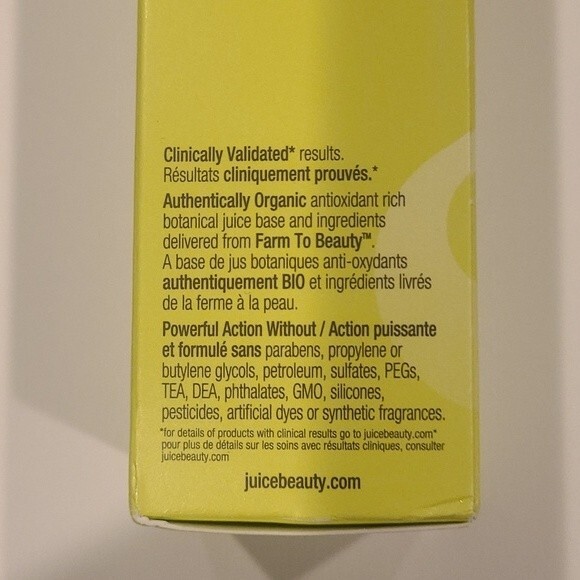 Clinically Validated* results.
Résultats cliniquement prouvés.*
Authentically Organic antioxidant rich
botanical juice base and ingredients
delivered from Farm To Beauty™.
A base de jus botaniques anti-oxydants
authentiquement BIO et ingrédients livrés
de la ferme à la peau.
Powerful Action Without / Action puissante
et formulé sans parabens, propylene or
butylene glycols, petroleum, sulfates, PEGs,
TEA, DEA, phthalates, GMO, silicones,
pesticides, artificial dyes or synthetic fragrances.
*for details of products with clinical results go to juicebeauty.com*
pour plus de détails sur les soins avec résultats cliniques, consulter
juicebeauty.com
juicebeauty.com